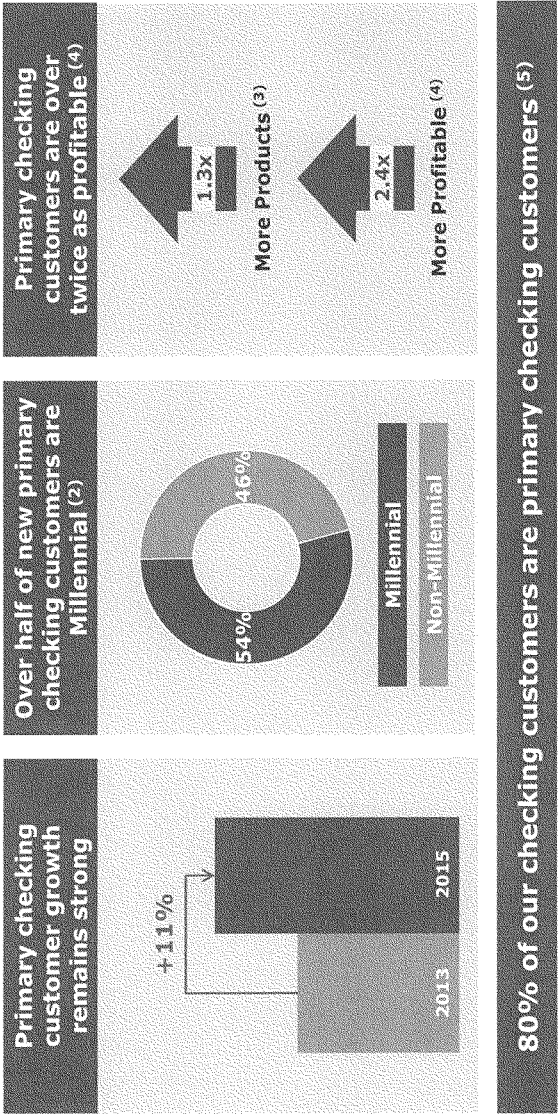 Primary checking
customer growth
remains strong
+11%
2013
2015
Over half of new primary
checking customers are
Millennial (2)
54%
46%
Millennial
Non-Millennial
Primary checking
customers are over
twice as profitable (4)
1.3x
More Products (3)
2.4x
More Profitable (4)
80% of our checking customers are primary checking customers (5)